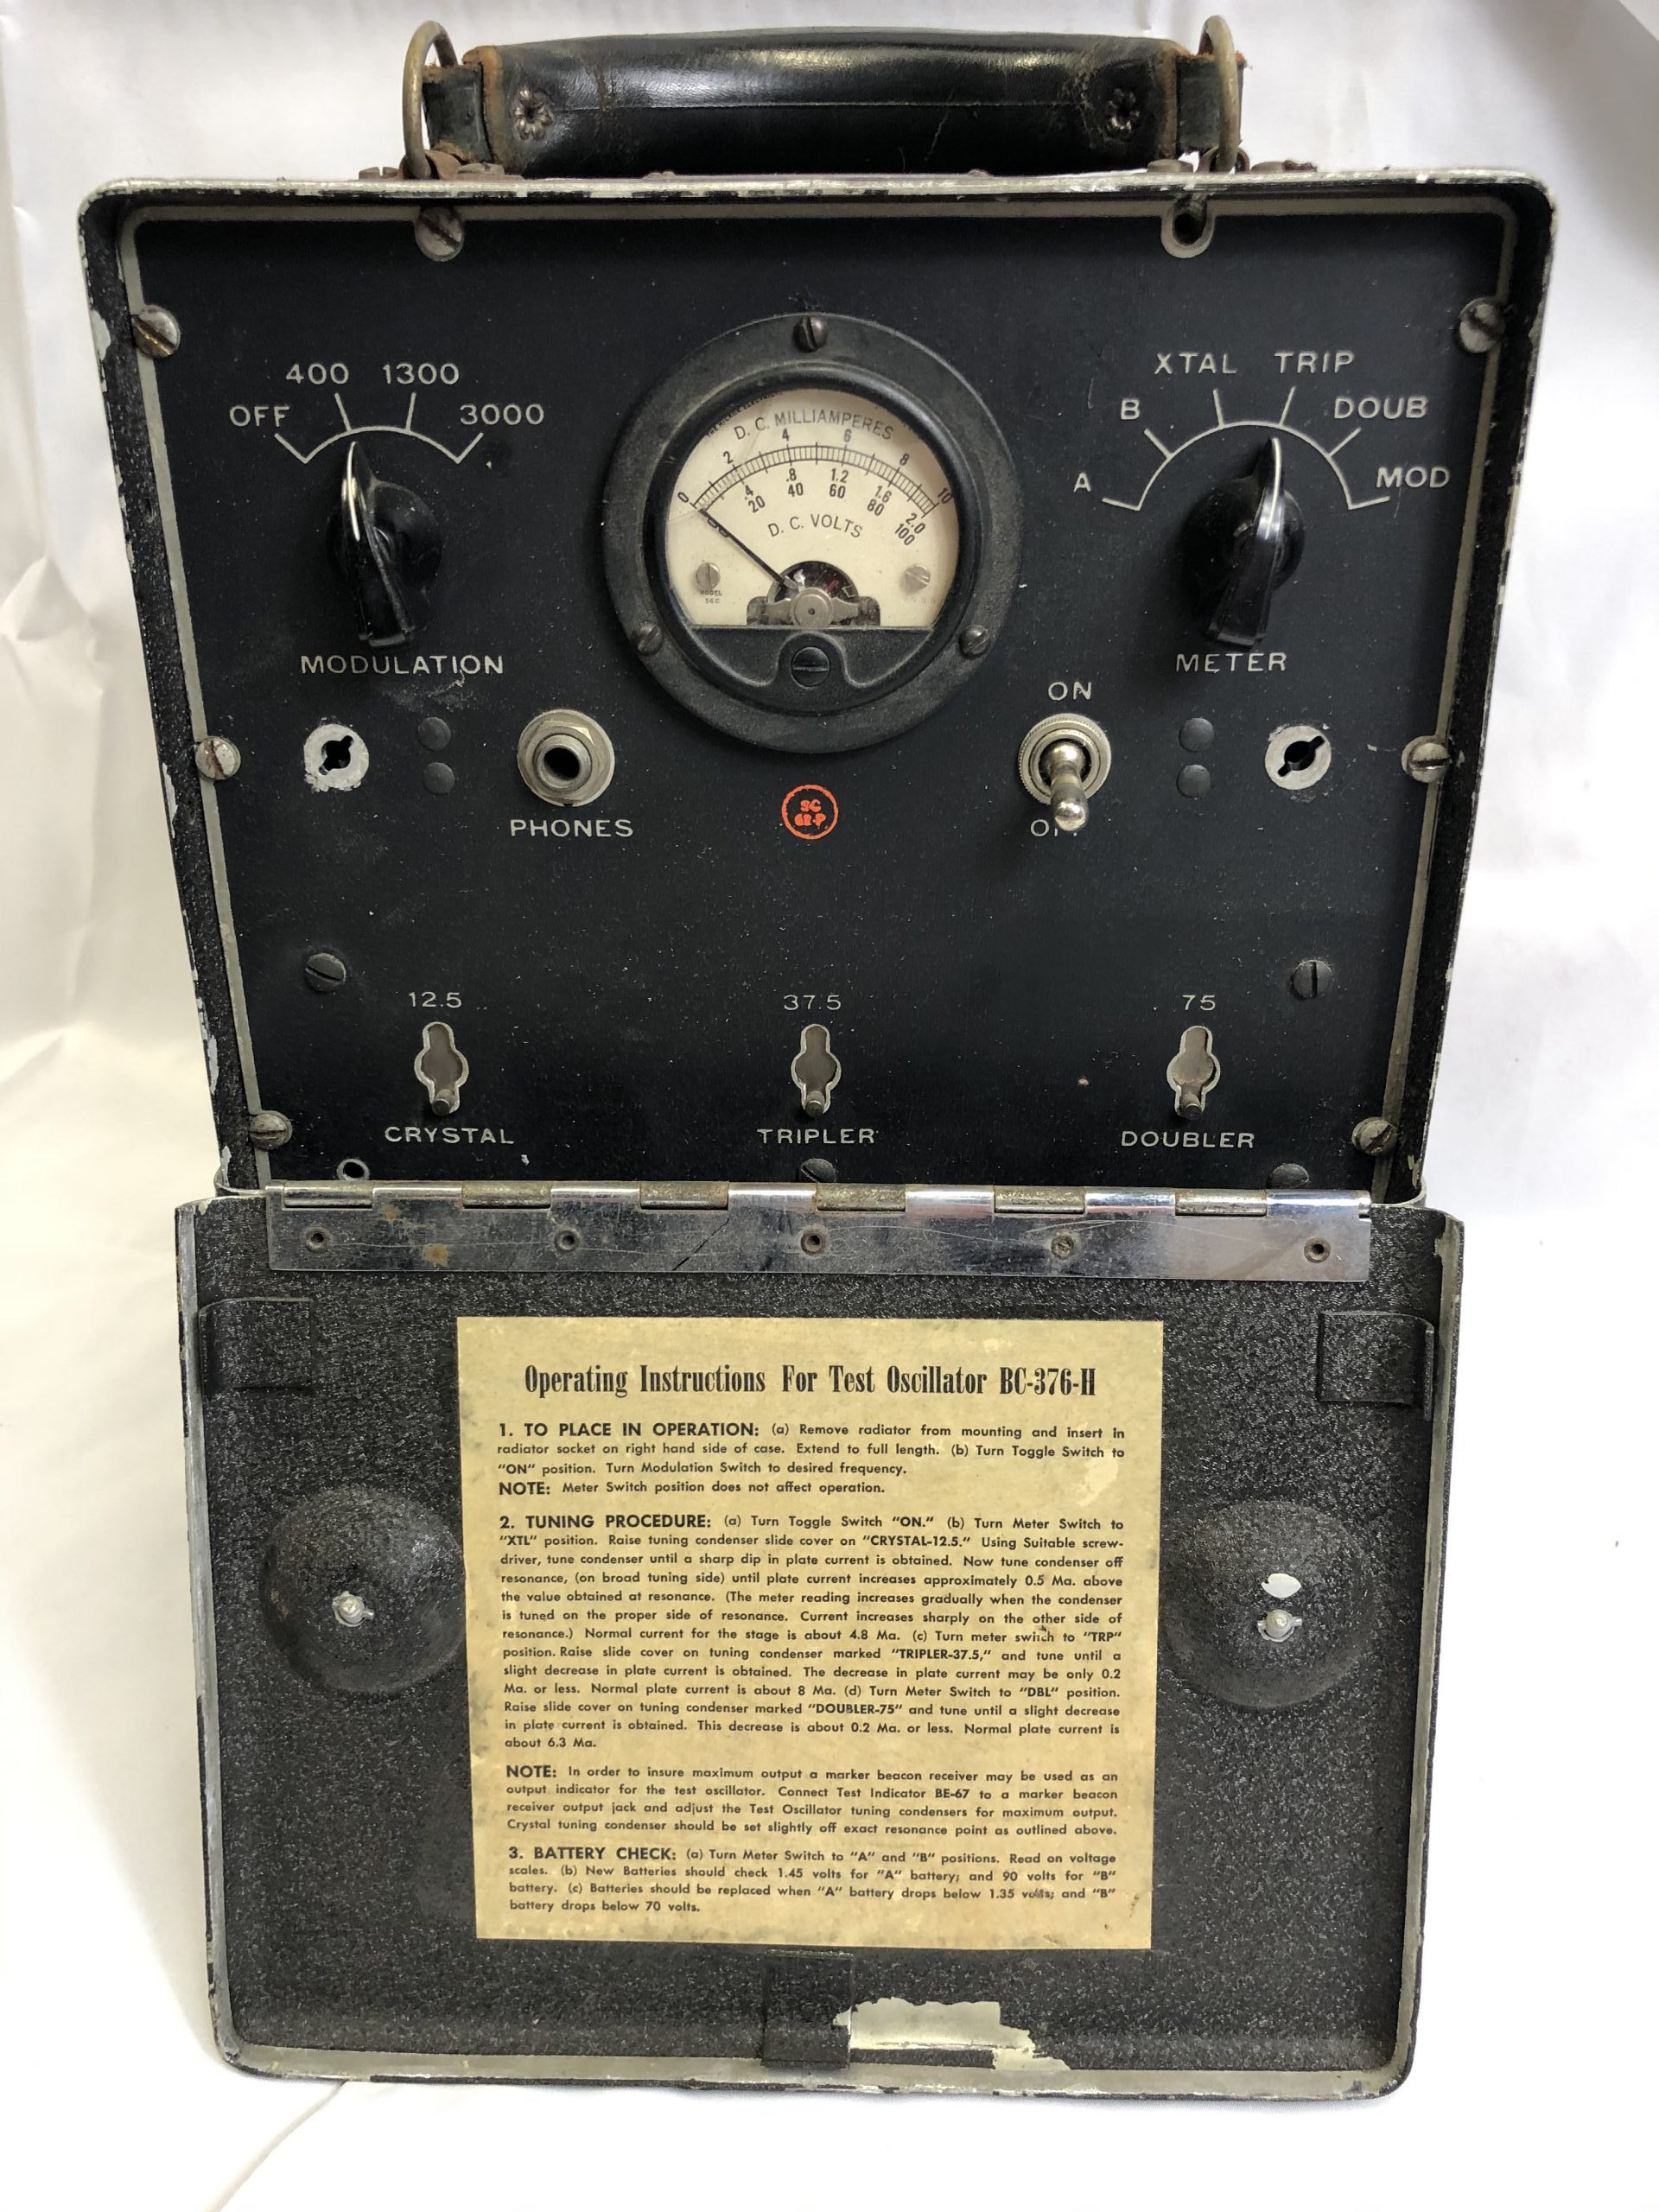 400 1300
OFF 3000
MODULATION
D. C. MILLIAMPERES
0 2 4 6 8 10
.4 .8 1.2 1.6 2.0
20 40 60 80 100
D. C. VOLTS
MODEL
XTAL TRIP
B DOUB
A MOD
METER
ON
PHONES
SC
12.5 37.5 75
CRYSTAL TRIPLER DOUBLER
Operating Instructions For Test Oscillator BC-376-H
1. TO PLACE IN OPERATION: (a) Remove radiator from mounting and insert in
radiator socket on right hand side of case. Extend to full length. (b) Turn Toggle Switch to
"ON" position. Turn Modulation Switch to desired frequency.
NOTE: Meter Switch position does not affect operation.
2. TUNING PROCEDURE: (a) Turn Toggle Switch "ON." (b) Turn Meter Switch to
"XTL" position. Raise tuning condenser slide cover on "CRYSTAL-12.5." Using Suitable screw-
driver, tune condenser until a sharp dip in plate current is obtained. Now tune condenser off
resonance, (on broad tuning side) until plate current increases approximately 0.5 Ma. above
the value obtained at resonance. (The meter reading increases gradually when the condenser
is tuned on the proper side of resonance. Current increases sharply on the other side of
resonance.) Normal current for the stage is about 4.8 Ma. (c) Turn meter switch to "TRP"
position. Raise slide cover on tuning condenser marked "TRIPLER-37.5," and tune until a
slight decrease in plate current is obtained. The decrease in plate current may be only 0.2
Ma. or less. Normal plate current is about 8 Ma. (d) Turn Meter Switch to "DBL" position.
Raise slide cover on tuning condenser marked "DOUBLER-75" and tune until a slight decrease
in plate current is obtained. This decrease is about 0.2 Ma. or less. Normal plate current is
about 6.3 Ma.
NOTE: In order to insure maximum output a marker beacon receiver may be used as an
output indicator for the test oscillator. Connect Test Indicator BE-67 to a marker beacon
receiver output jack and adjust the Test Oscillator tuning condensers for maximum output.
Crystal tuning condenser should be set slightly off exact resonance point as outlined above.
3. BATTERY CHECK: (a) Turn Meter Switch to "A" and "B" positions. Read on voltage
scales. (b) New Batteries should check 1.45 volts for "A" battery; and 90 volts for "B"
battery. (c) Batteries should be replaced when "A" battery drops below 1.35 volts; and "B"
battery drops below 70 volts.